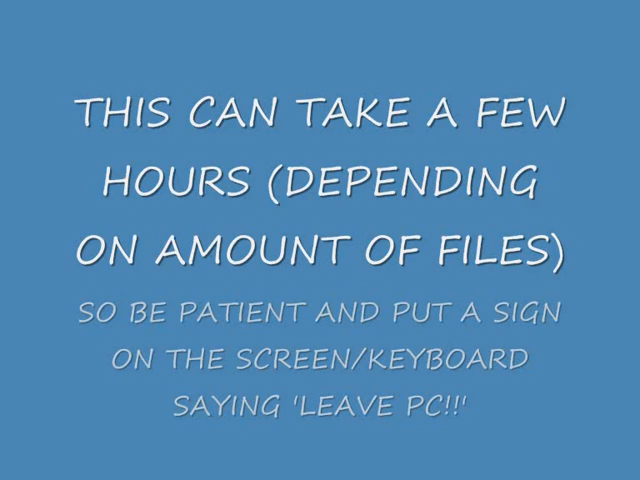 THIS CAN TAKE A FEW
HOURS (DEPENDING
ON AMOUNT OF FILES)
SO BE PATIENT AND PUT A SIGN
ON THE SCREEN/KEYBOARD
SAYING 'LEAVE PC!!'